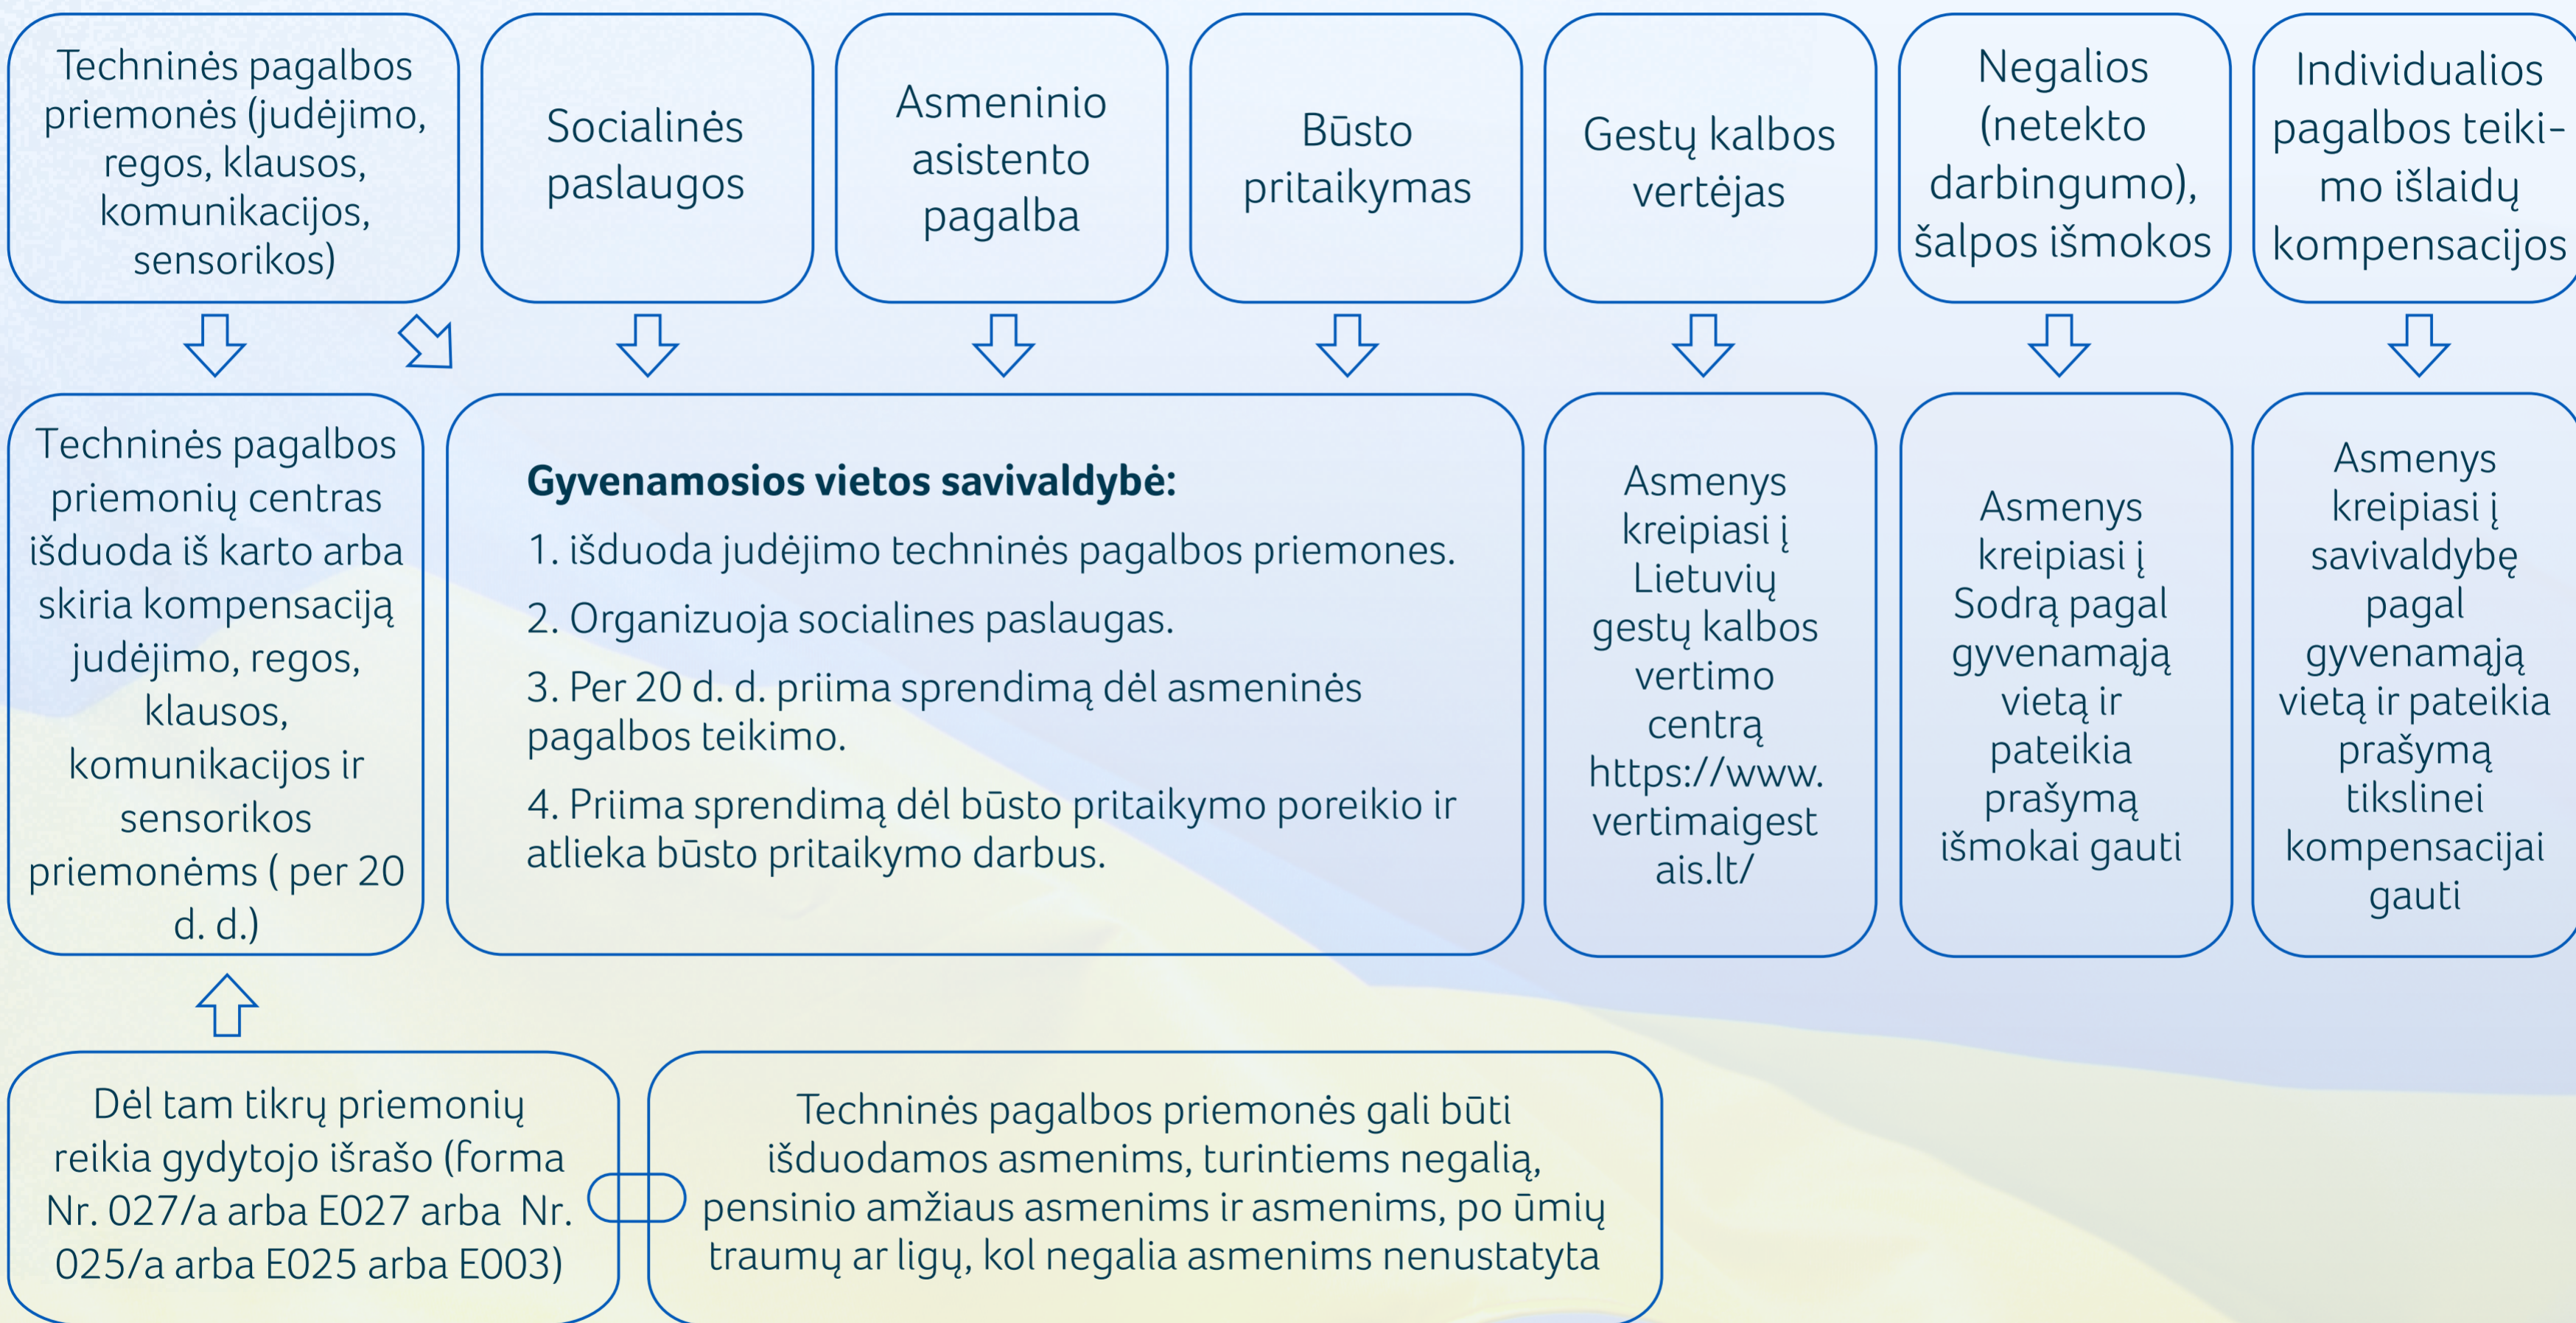 Techninės pagalbos
priemonės (judėjimo,
regos, klausos,
komunikacijos,
sensorikos)
Socialinės
paslaugos
Asmeninio
asistento
pagalba
Būsto
pritaikymas
Gestų kalbos
vertėjas
Negalios
(netekto
darbingumo),
šalpos išmokos
Individualios
pagalbos teiki-
mo išlaidų
kompensacijos
Techninės pagalbos
priemonių centras
išduoda iš karto arba
skiria kompensaciją
judėjimo, regos,
klausos,
komunikacijos ir
sensorikos
priemonėms ( per 20
d. d.)
Gyvenamosios vietos savivaldybė:
1. išduoda judėjimo techninės pagalbos priemones.
2. Organizuoja socialines paslaugas.
3. Per 20 d. d. priima sprendimą dėl asmeninės
pagalbos teikimo.
4. Priima sprendimą dėl būsto pritaikymo poreikio ir
atlieka būsto pritaikymo darbus.
Asmenys
kreipiasi į
Lietuvių
gestų kalbos
vertimo
centrą
https://www.
vertimaigest
ais.lt/
Asmenys
kreipiasi į
Sodrą pagal
gyvenamąją
vietą ir
pateikia
prašymą
išmokai gauti
Asmenys
kreipiasi į
savivaldybę
pagal
gyvenamąją
vietą ir pateikia
prašymą
tikslinei
kompensacijai
gauti
Dėl tam tikrų priemonių
reikia gydytojo išrašo (forma
Nr. 027/a arba E027 arba  Nr.
025/a arba E025 arba E003)
Techninės pagalbos priemonės gali būti
išduodamos asmenims, turintiems negalią,
pensinio amžiaus asmenims ir asmenims, po ūmių
traumų ar ligų, kol negalia asmenims nenustatyta